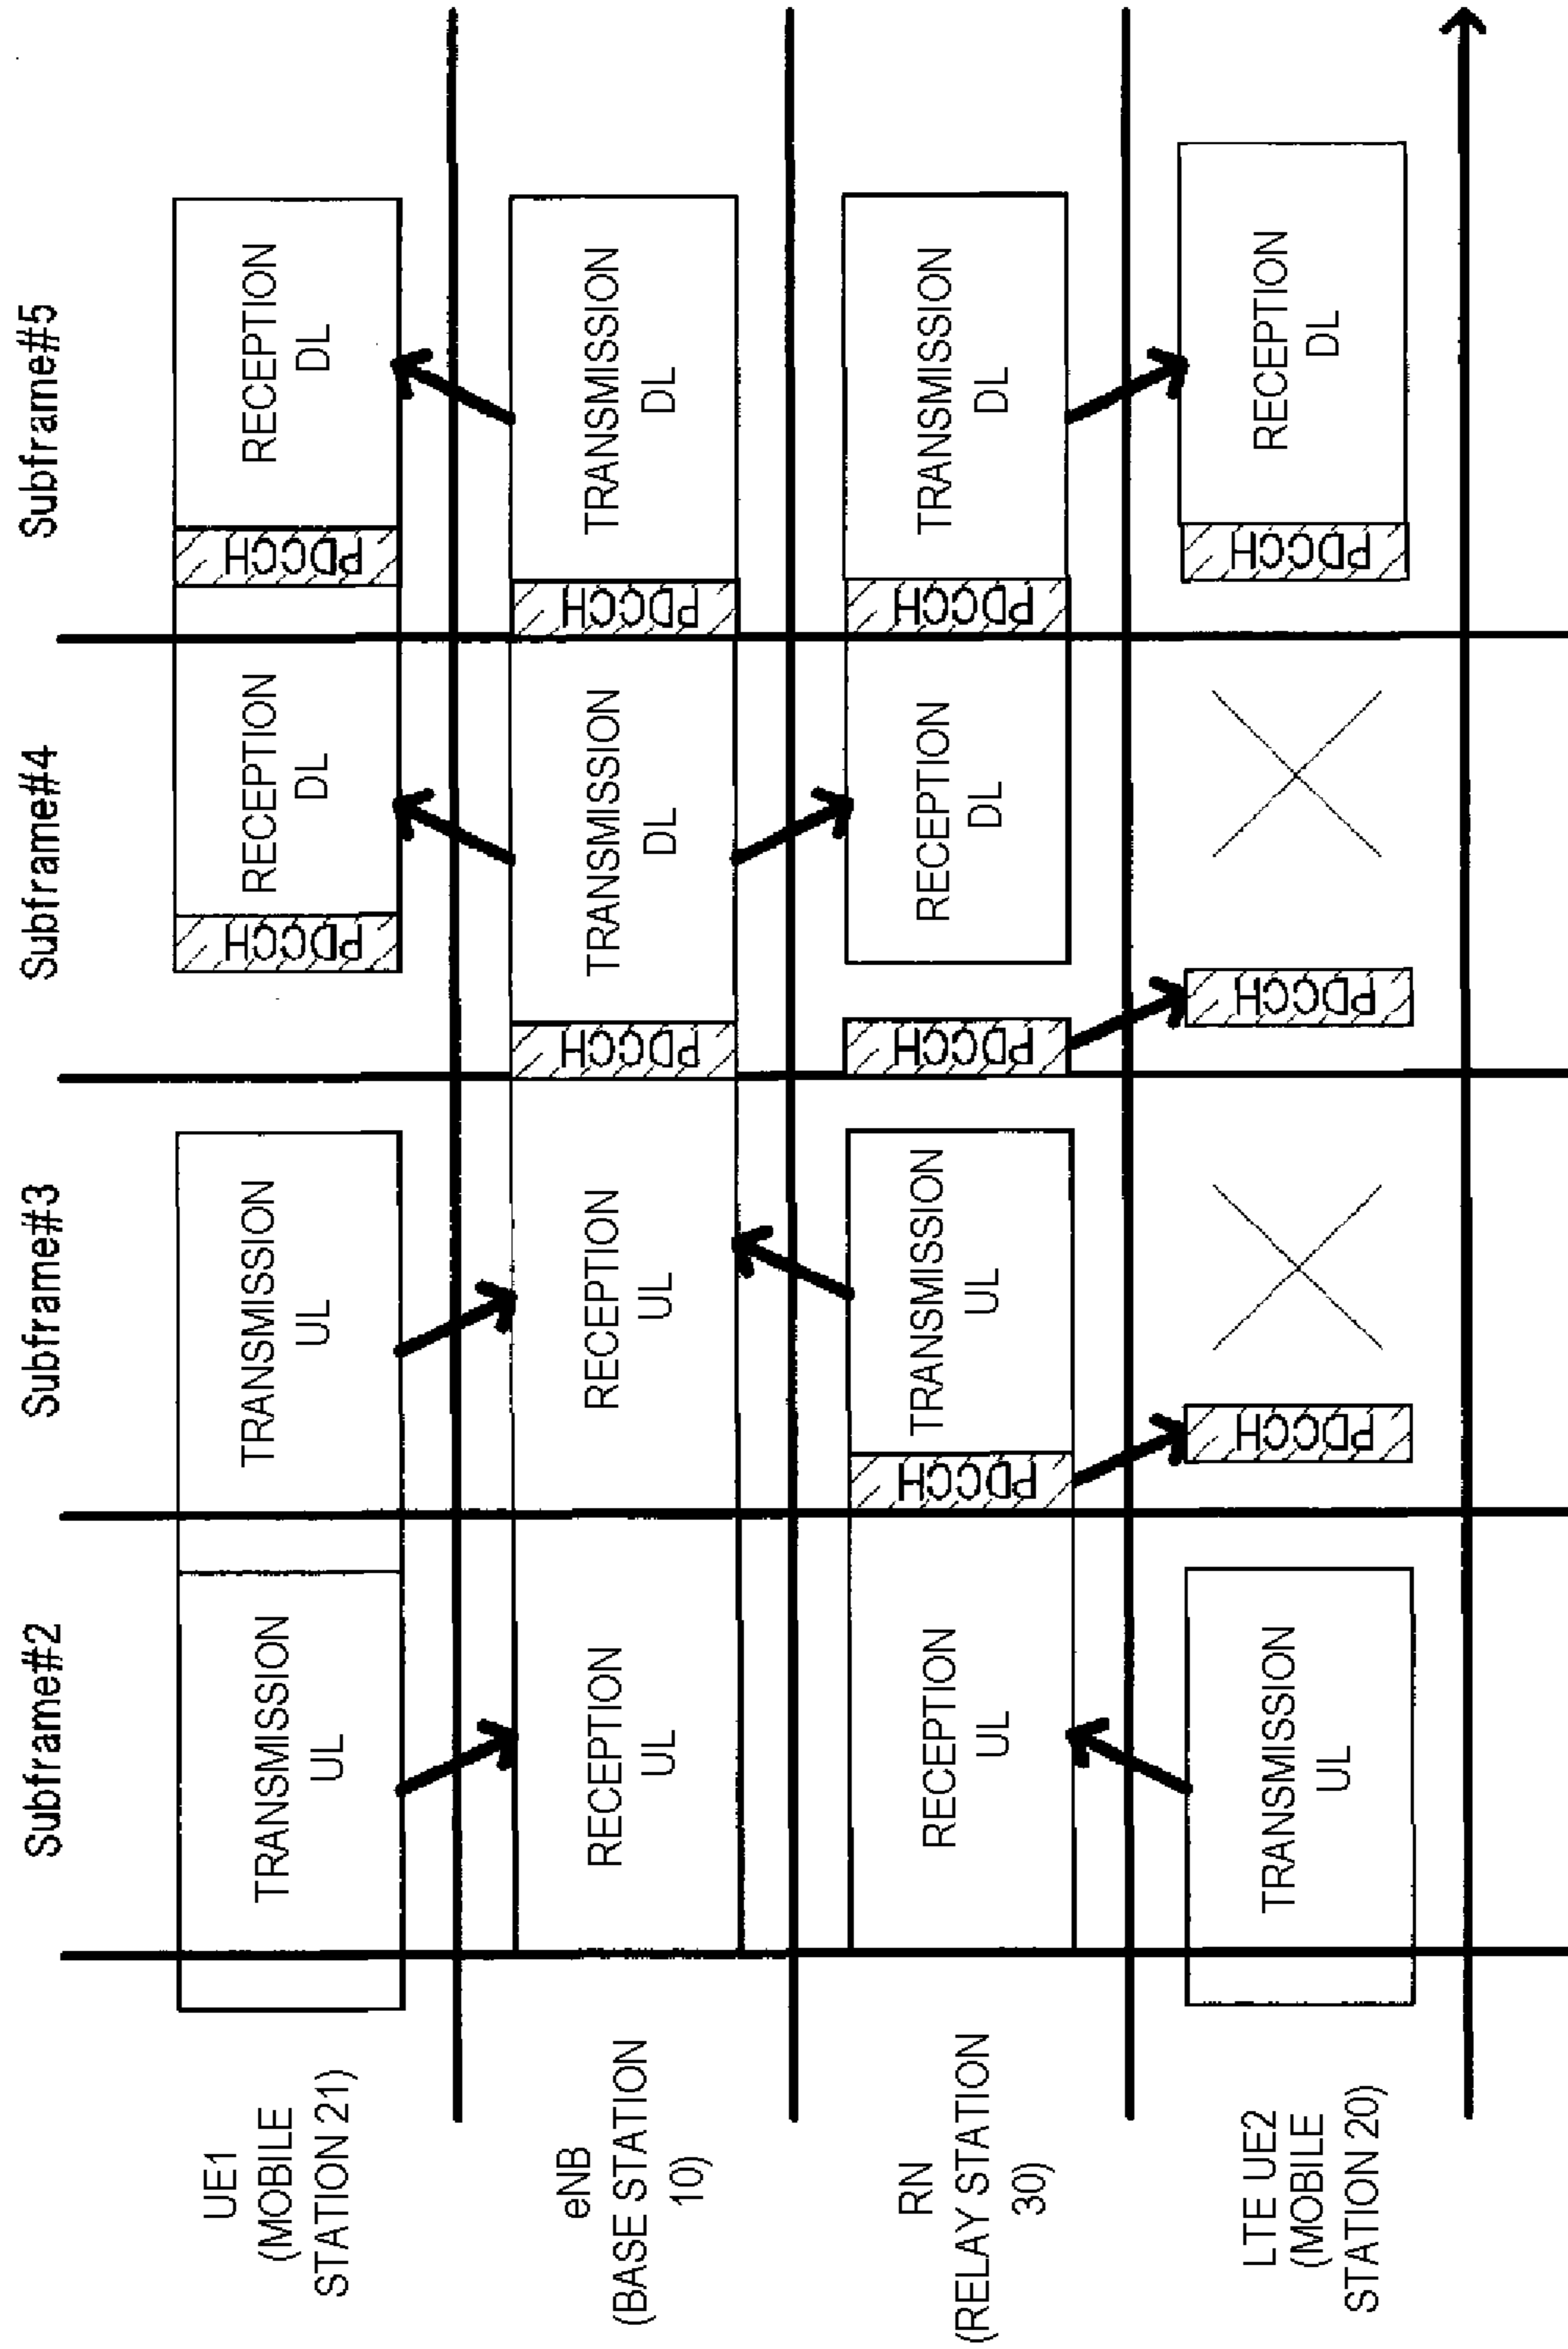 Subframe#2
Subframe#3
Subframe#4
Subframe#5
UE1
(MOBILE
STATION 21)
TRANSMISSION
UL
TRANSMISSION
UL
PDCCH
RECEPTION
DL
PDCCH
RECEPTION
DL
eNB
(BASE STATION
10)
RECEPTION
UL
RECEPTION
UL
PDCCH
TRANSMISSION
DL
PDCCH
TRANSMISSION
DL
RN
(RELAY STATION
30)
RECEPTION
UL
PDCCH
TRANSMISSION
UL
PDCCH
RECEPTION
DL
PDCCH
TRANSMISSION
DL
LTE UE2
(MOBILE
STATION 20)
TRANSMISSION
UL
PDCCH
PDCCH
PDCCH
RECEPTION
DL